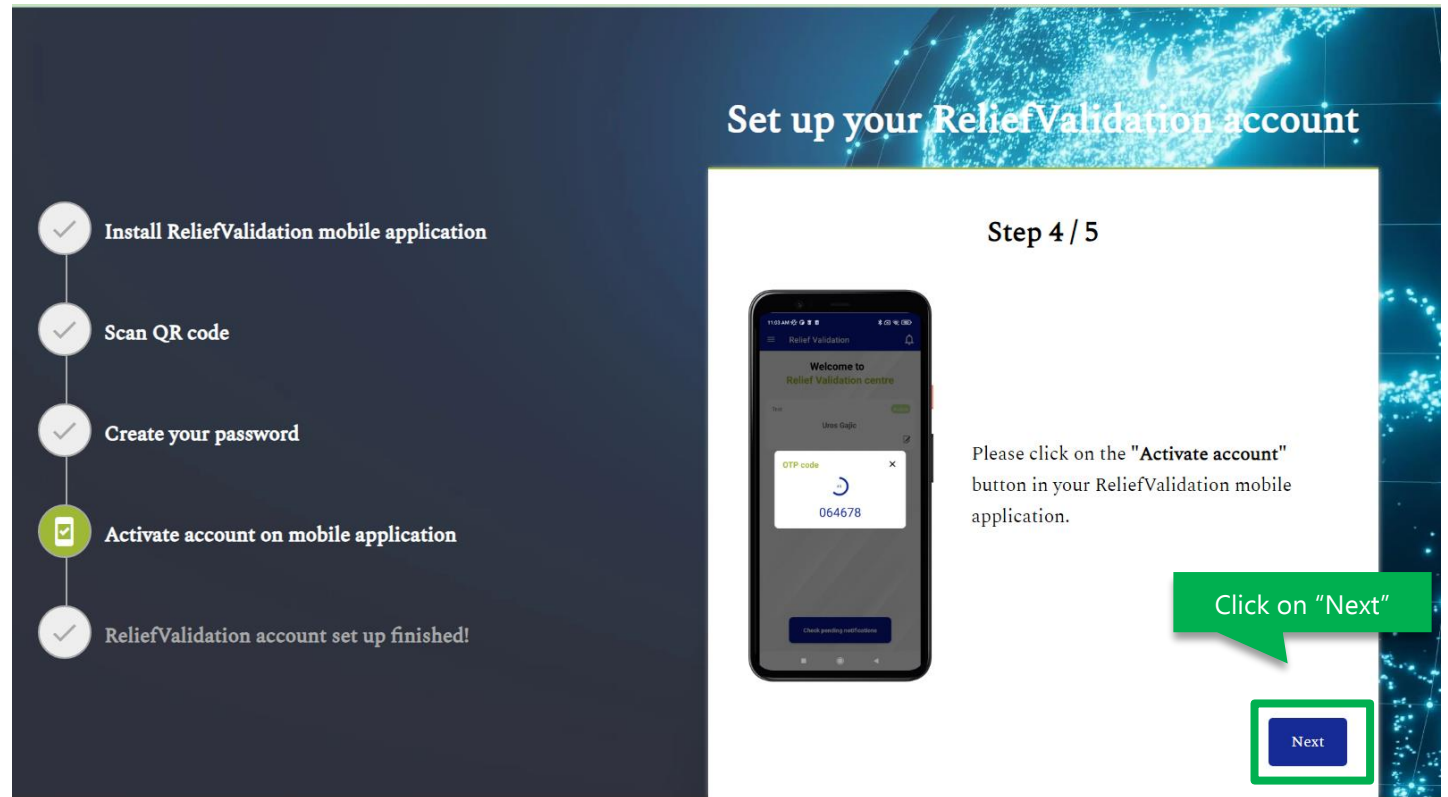 Set up your ReliefValidation account
Install ReliefValidation mobile application
Scan QR code
Create your password
Activate account on mobile application
ReliefValidation account set up finished!
Step 4 / 5
11:03 AM
Relief Validation
Welcome to
Relief Validation centre
Uros Gajic
OTP code
064678
Check pending notifications
Please click on the "Activate account"
button in your ReliefValidation mobile
application.
Click on “Next”
Next